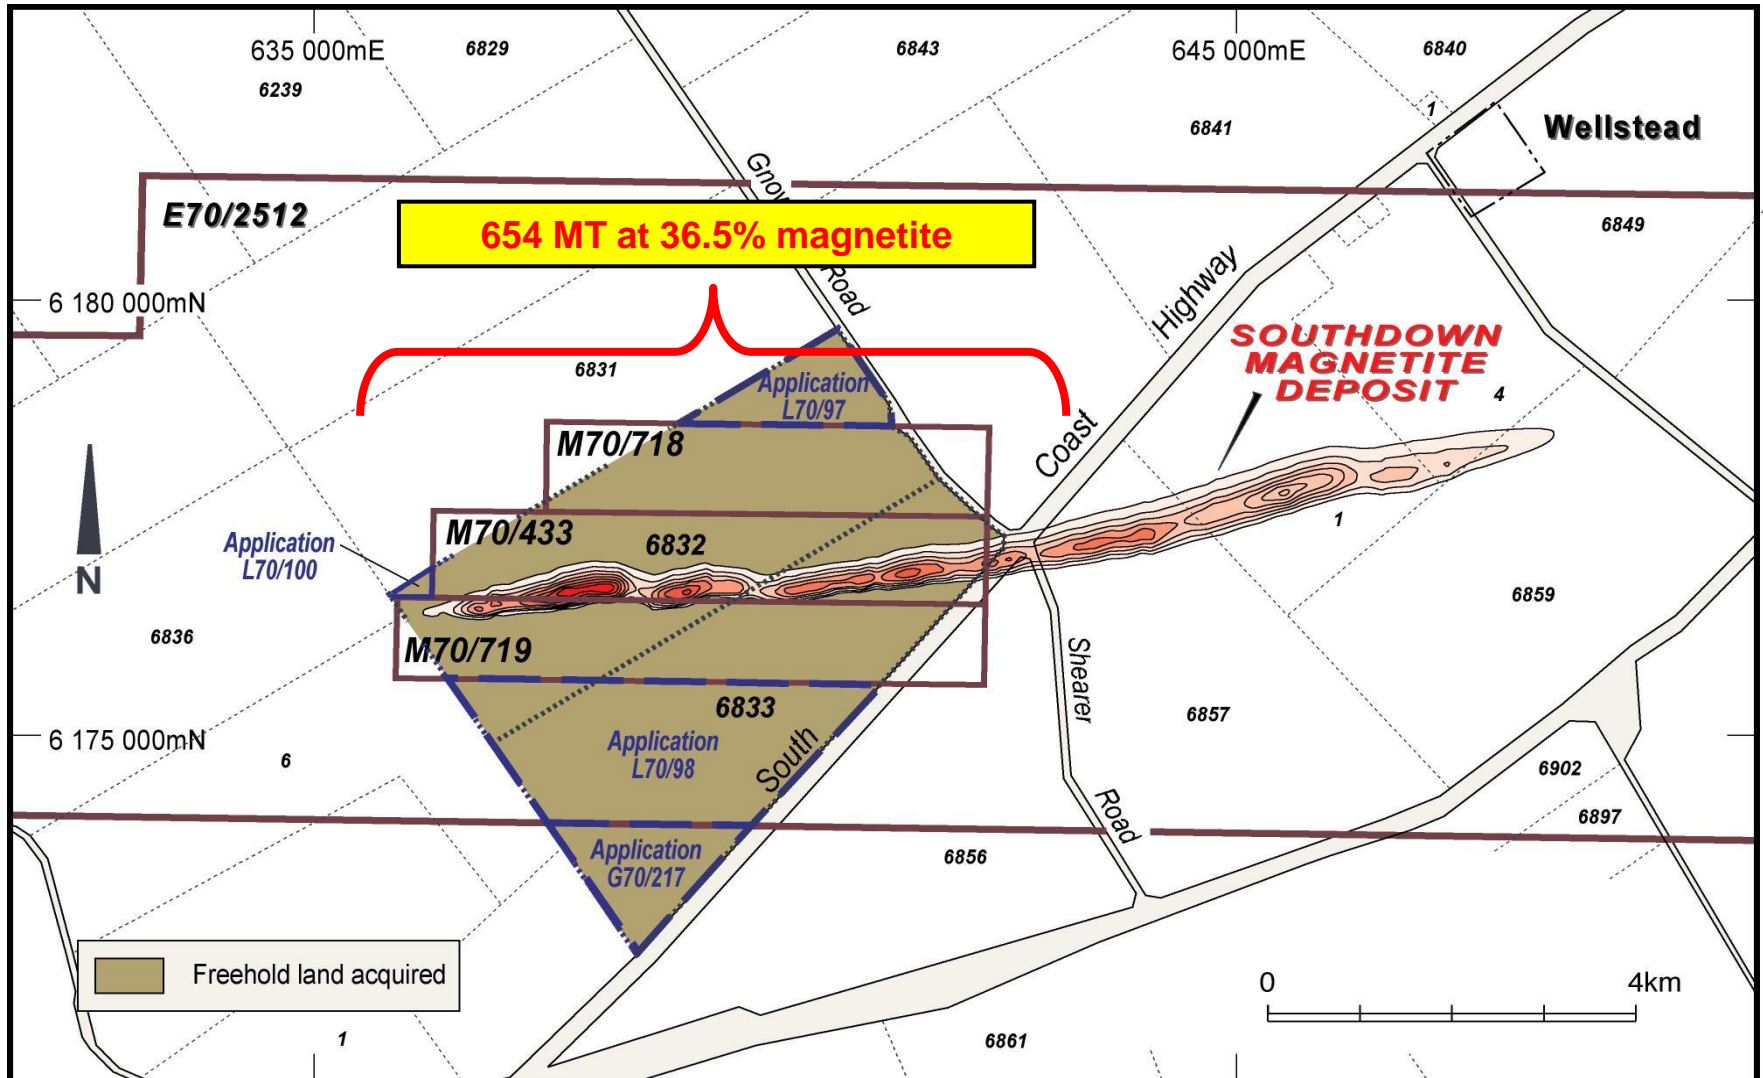 635 000mE
6829
6843
645 000mE
6840
6239
1
6841
Wellstead
E70/2512
6849
654 MT at 36.5% magnetite
Road
Highway
6 180 000mN
SOUTHDOWN
MAGNETITE
DEPOSIT
6831
Application
L70/97
4
M70/718
Coast
M70/433
6832
1
Application
L70/100
N
6859
6836
M70/719
Shearer
6833
6857
6 175 000mN
Application
L70/98
South
6
6902
Road
6897
Application
G70/217
6856
Freehold land acquired
0
4km
1
6861